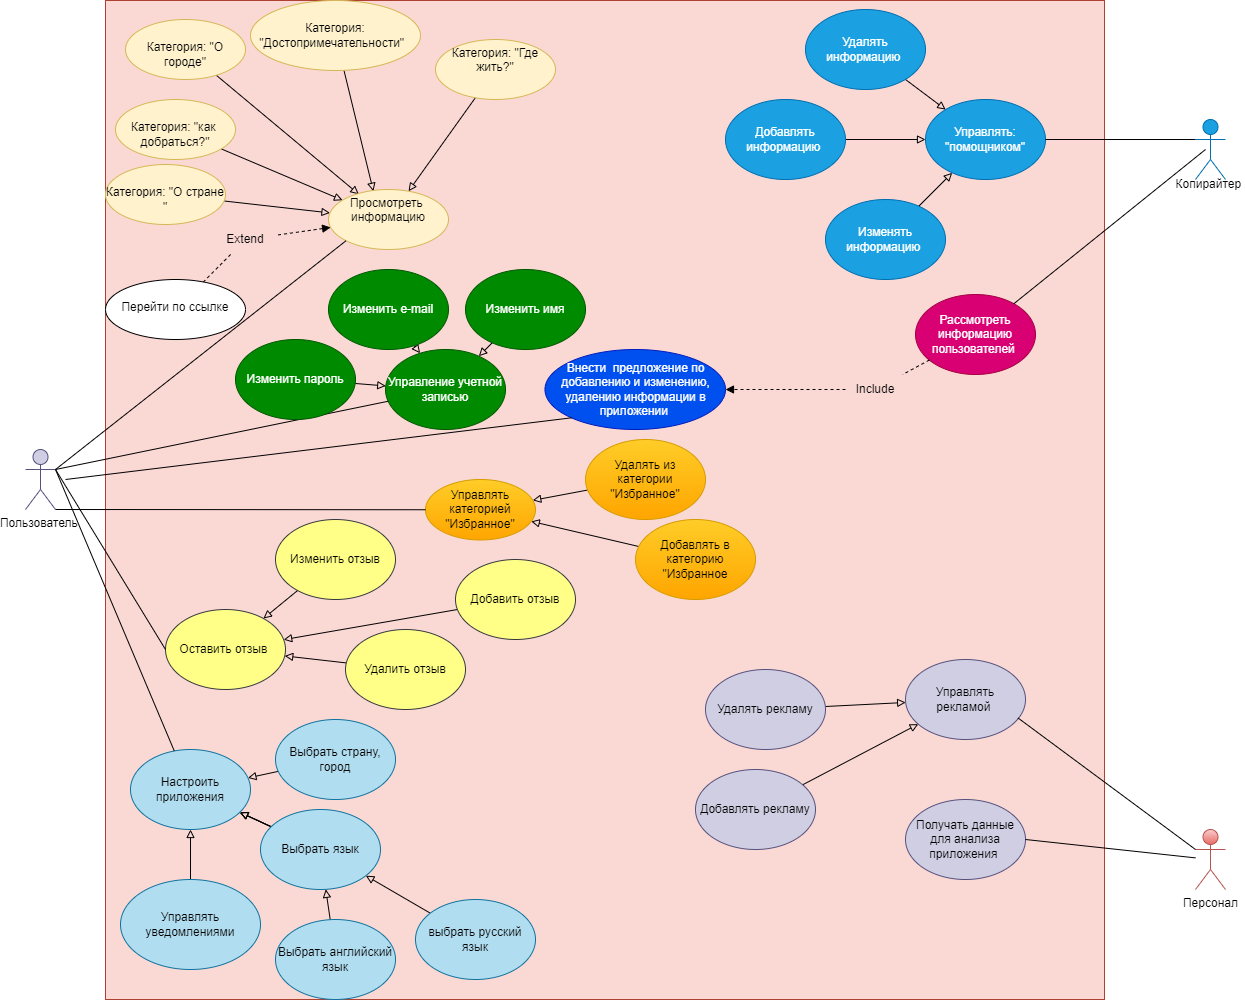 Категория: "О
городе"
Категория:
"Достопримечательности"
Категория: "Где
жить?"
Категория: "как
добраться?"
Категория: "О стране
"
Просмотреть
информацию
Extend
Перейти по ссылке
Удалять
информацию
Добавлять
информацию
Управлять:
"помощником"
Изменять
информацию
Копирайтер
Рассмотреть
информацию
пользователей
Изменить e-mail
Изменить имя
Изменить пароль
Управление учетной
записью
Внести  предложение по
добавлению и изменению,
удалению информации в
приложении
Include
Пользователь
Управлять
категорией
"Избранное"
Удалять из
категории
"Избранное"
Добавлять в
категорию
"Избранное
Изменить отзыв
Добавить отзыв
Оставить отзыв
Удалить отзыв
Удалять рекламу
Управлять
рекламой
Добавлять рекламу
Получать данные
для анализа
приложения
Персонал
Выбрать страну,
город
Настроить
приложения
Выбрать язык
Управлять
уведомлениями
Выбрать английский
язык
выбрать русский
язык